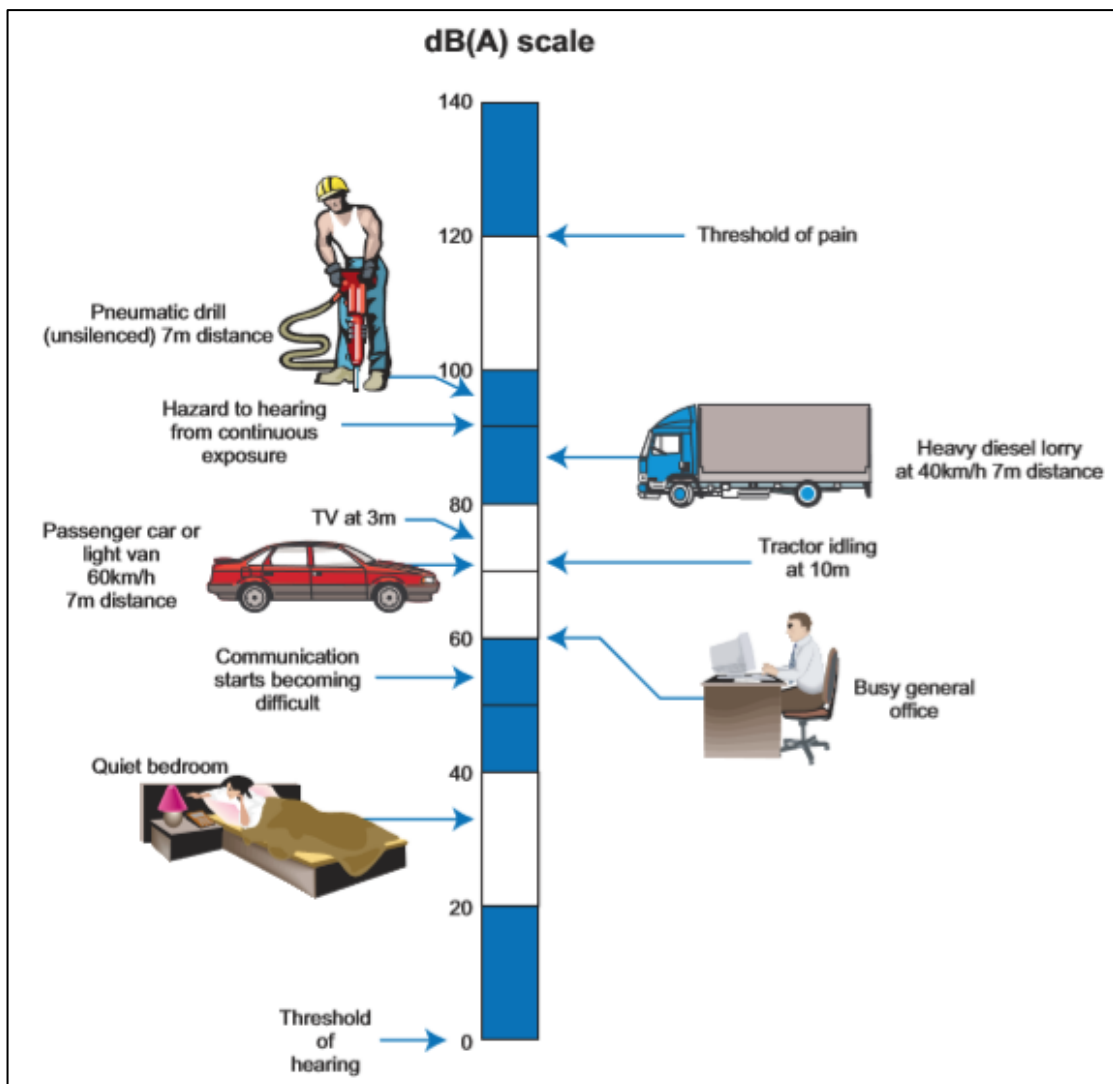 dB(A) scale
140
120
Threshold of pain
Pneumatic drill
(unsilenced) 7m distance
100
Hazard to hearing
from continuous
exposure
Heavy diesel lorry
at 40km/h 7m distance
80
TV at 3m
Passenger car or
light van
60km/h
7m distance
Tractor idling
at 10m
60
Communication
starts becoming
difficult
Busy general
office
Quiet bedroom
40
20
Threshold
of
hearing
0